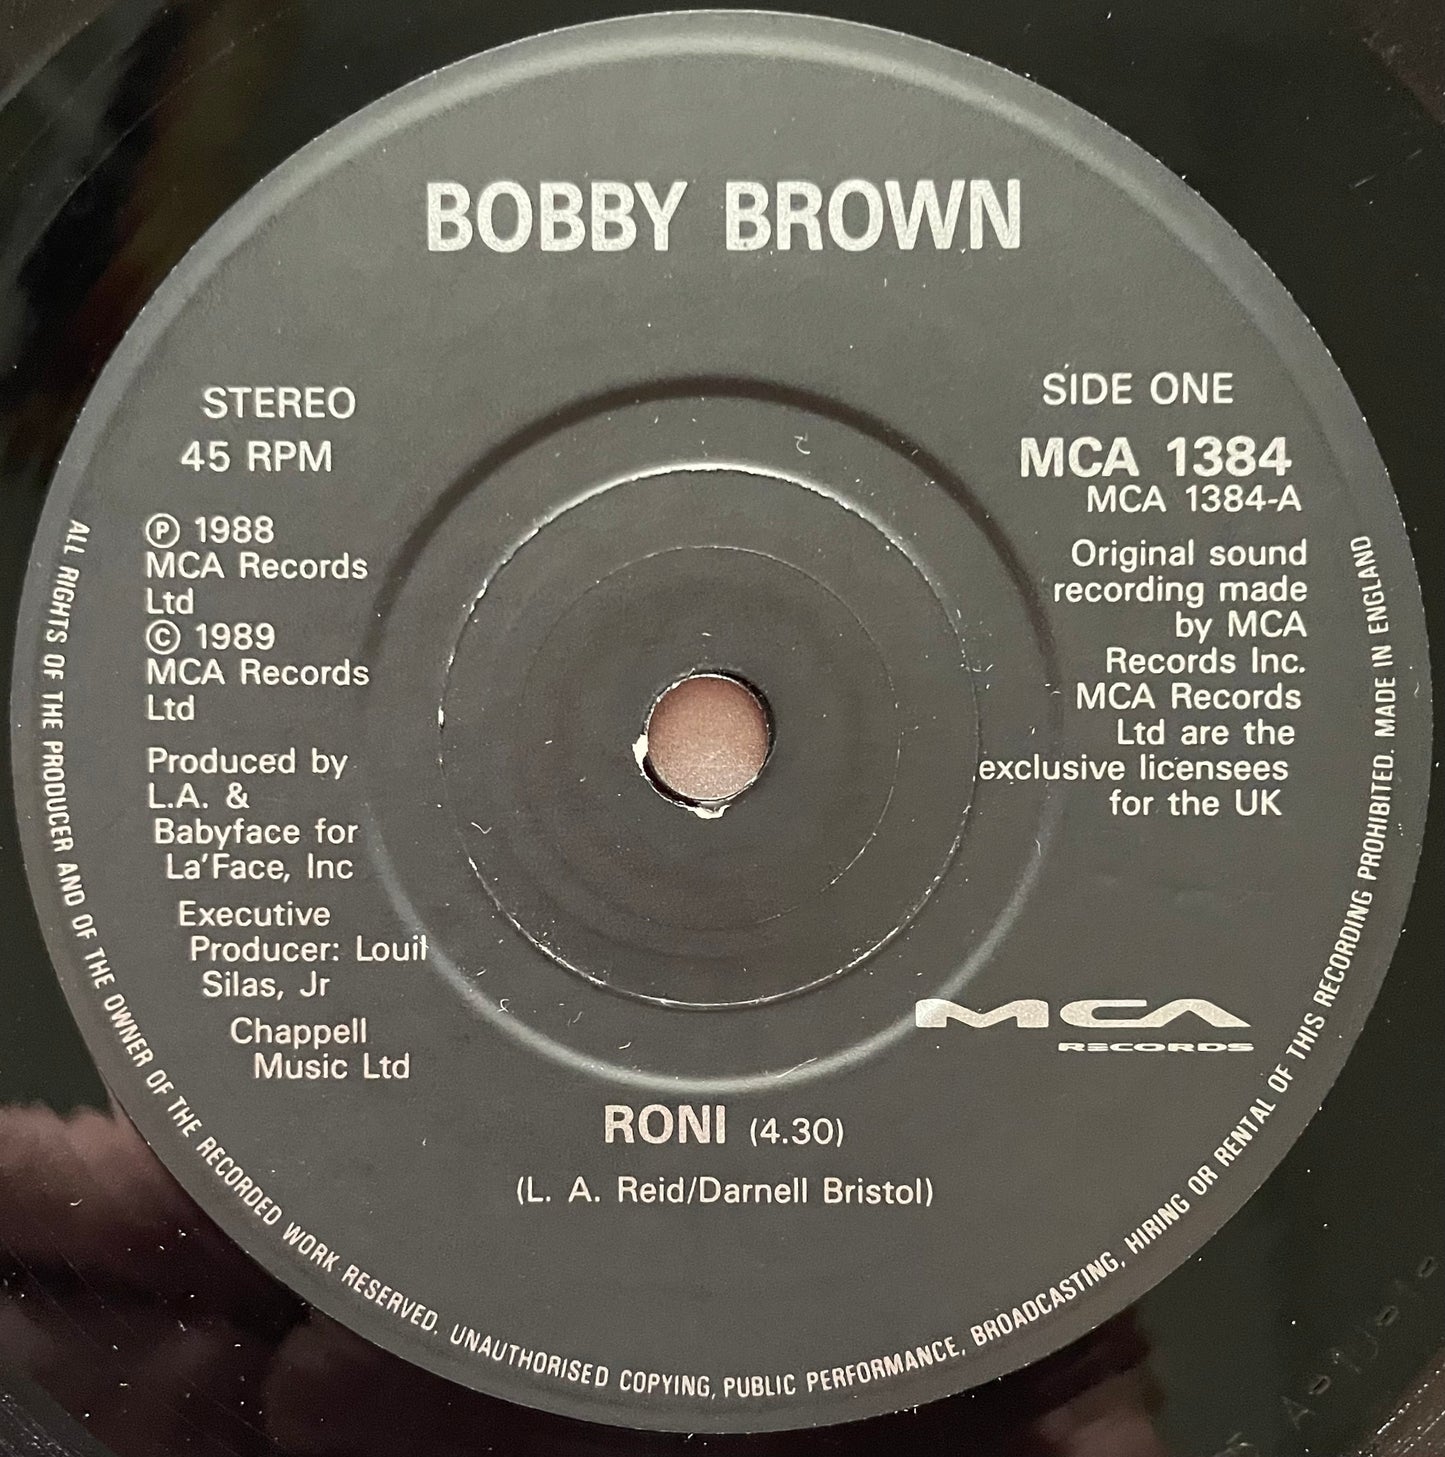 BOBBY BROWN
STEREO
45 RPM
℗ 1988
MCA Records
Ltd
© 1989
MCA Records
Ltd
Produced by
L.A. &
Babyface for
La'Face, Inc
Executive
Producer: Louil
Silas, Jr
Chappell
Music Ltd
SIDE ONE
MCA 1384
MCA 1384-A
Original sound
recording made
by MCA
Records Inc.
MCA Records
Ltd are the
exclusive licensees
for the UK
MCA
RECORDS
RONI (4.30)
(L. A. Reid/Darnell Bristol)
ALL RIGHTS OF THE PRODUCER AND OF THE OWNER OF THE RECORDED WORK RESERVED. UNAUTHORISED COPYING, PUBLIC PERFORMANCE, BROADCASTING, HIRING OR RENTAL OF THIS RECORDING PROHIBITED. MADE IN ENGLAND